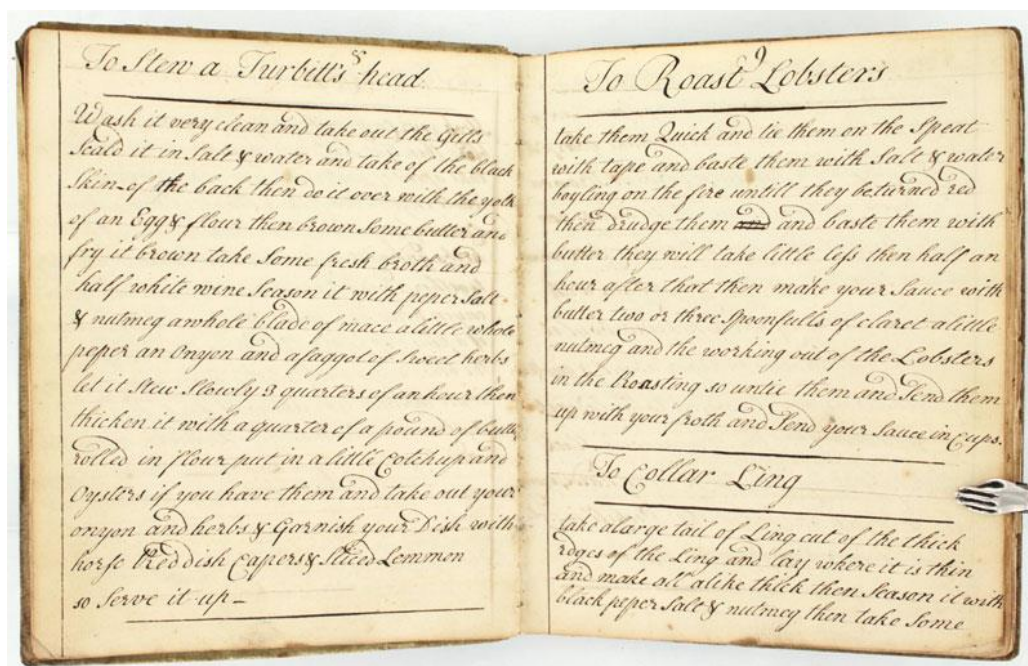 8
To Stew a Turbitt's head
Wash it very clean and take out the Gills
Scald it in Salt & water and take of the black
Skin-of the back then do it over with the yolk
of an Egg & flour then brown Some butter and
fry it brown take Some fresh broth and
half white wine Season it with peper Salt
& nutmeg a whole blade of mace a little whole
peper an Onyon and a faggot of Sweet herbs
let it Stew Slowly 3 quarters of an hour then
thicken it with a quarter of a pound of butter
rolled in flour put in a little Cotchup and
Oysters if you have them and take out your
onyon and herbs & Garnish your Dish with
horse Reddish Capers & Sliced Lemmon
so Serve it up-
9
To Roast Lobsters
take them Quick and tie them on the Speat
with tape and baste them with Salt & water
boyling on the fire untill they be turned red
then drudge them and and baste them with
butter they will take little less then half an
hour after that then make your Sauce with
butter two or three Spoonfulls of claret a little
nutmeg and the working out of the Lobsters
in the Roasting so untie them and Send them
up with your froth and Send your Sauce in Cups.
To Collar Ling
take a large tail of Ling cut of the thick
edges of the Ling and lay where it is thin
and make all alike thick then Season it with
black peper Salt & nutmeg then take Some